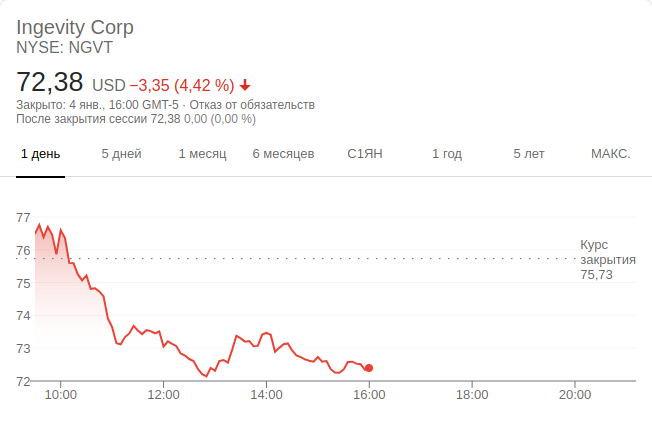 Ingevity Corp
NYSE: NGVT
72,38 USD −3,35 (4,42 %)
Закрыто: 4 янв., 16:00 GMT-5 · Отказ от обязательств
После закрытия сессии 72,38 0,00 (0,00 %)
1 день 5 дней 1 месяц 6 месяцев С1ЯН 1 год 5 лет МАКС.
77
76
75
74
73
72
Курс
закрытия
75,73
10:00 12:00 14:00 16:00 18:00 20:00